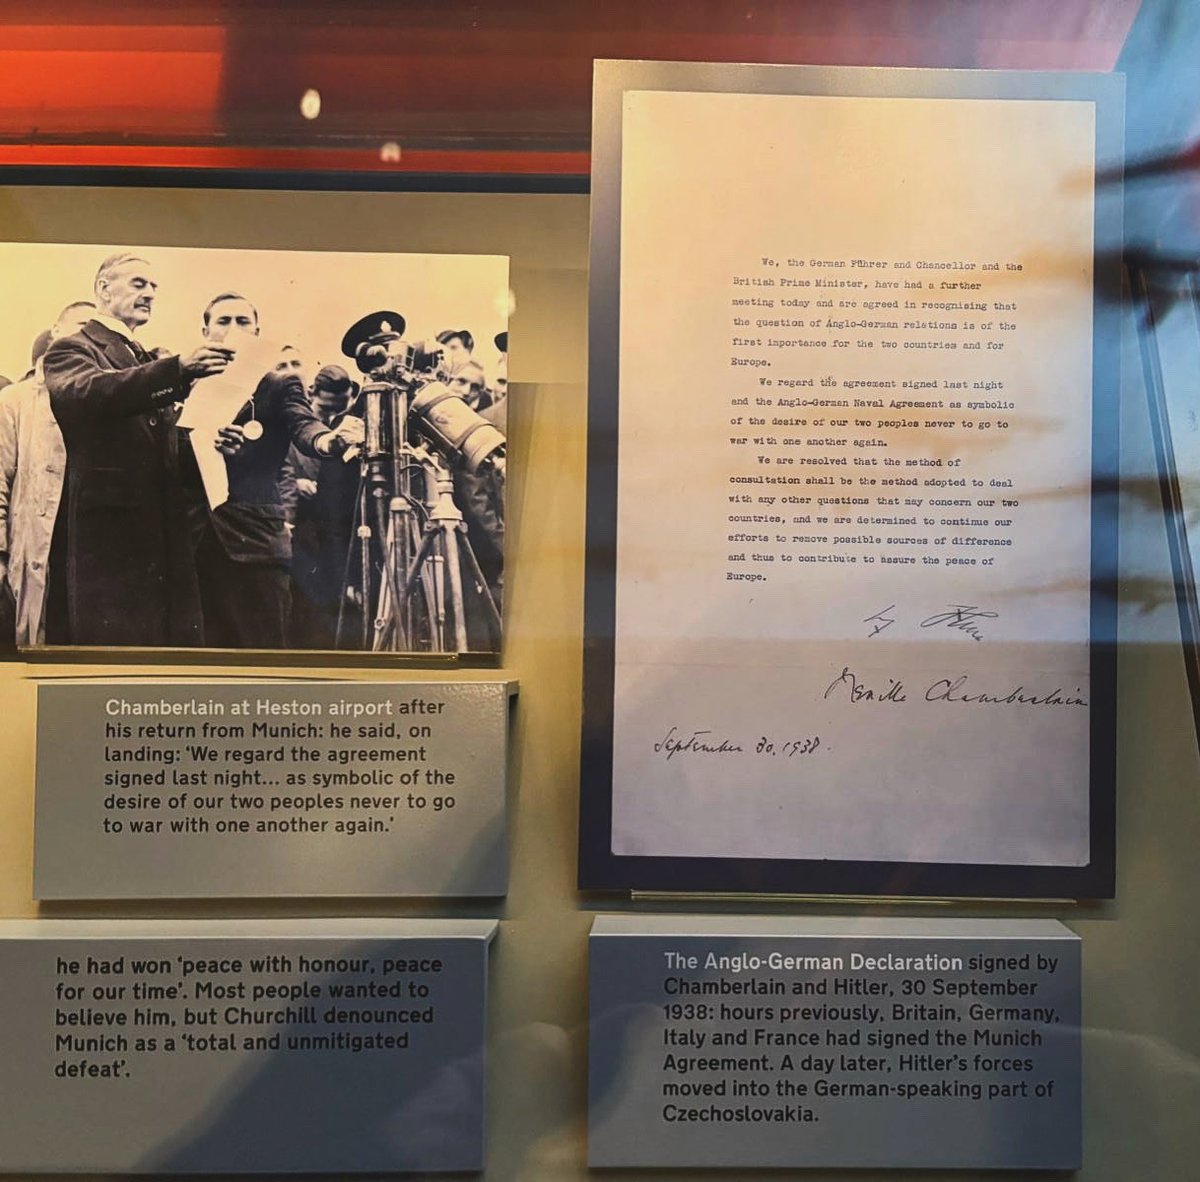 We, the German Führer and Chancellor and the
British Prime Minister, have had a further
meeting today and are agreed in recognising that
the question of Anglo-German relations is of the
first importance for the two countries and for
Europe.
We regard the agreement signed last night
and the Anglo-German Naval Agreement as symbolic
of the desire of our two peoples never to go to
war with one another again.
We are resolved that the method of
consultation shall be the method adopted to deal
with any other questions that may concern our two
countries, and we are determined to continue our
efforts to remove possible sources of difference
and thus to contribute to assure the peace of
Europe.
Neville Chamberlain
September 30, 1938.
Chamberlain at Heston airport after
his return from Munich: he said, on
landing: ‘We regard the agreement
signed last night... as symbolic of the
desire of our two peoples never to go
to war with one another again.’
he had won ‘peace with honour, peace
for our time’. Most people wanted to
believe him, but Churchill denounced
Munich as a ‘total and unmitigated
defeat’.
The Anglo-German Declaration signed by
Chamberlain and Hitler, 30 September
1938: hours previously, Britain, Germany,
Italy and France had signed the Munich
Agreement. A day later, Hitler’s forces
moved into the German-speaking part of
Czechoslovakia.